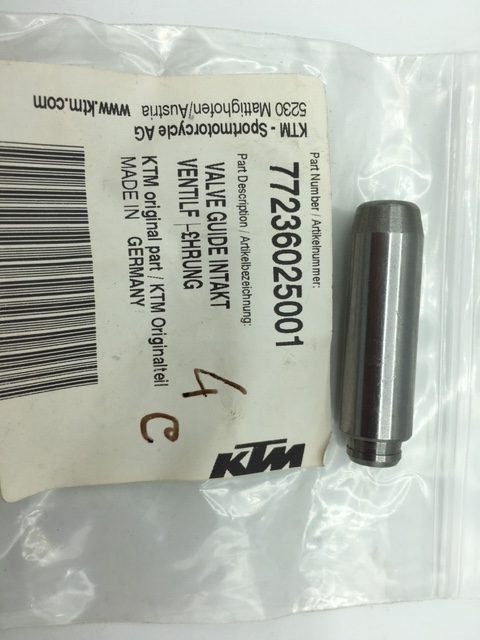 Part Number / Artikelnummer:
77236025001
Part Description / Artikelbezeichnung:
VALVE GUIDE INTAKT
VENTILF |-£HRUNG
KTM original part / KTM Originalteil
MADE IN GERMANY
KTM - Sportmotorcycle AG
5230 Mattighofen/Austria
www.ktm.com
4
C
KTM